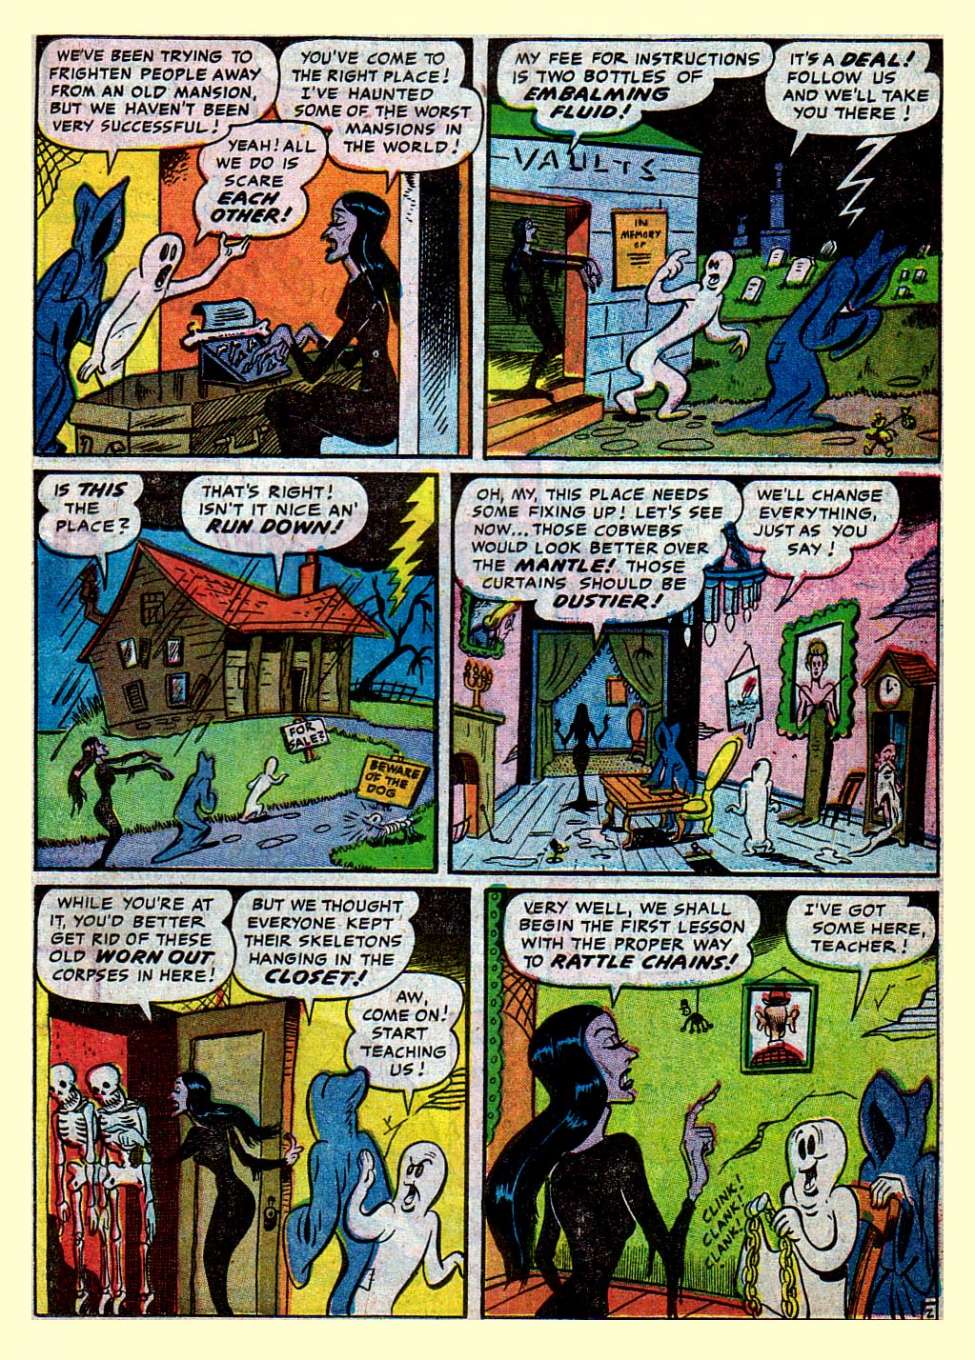 WE'VE BEEN TRYING TO
FRIGHTEN PEOPLE AWAY
FROM AN OLD MANSION,
BUT WE HAVEN'T BEEN
VERY SUCCESSFUL!
YEAH! ALL
WE DO IS
SCARE
EACH
OTHER!
YOU'VE COME TO
THE RIGHT PLACE!
I'VE HAUNTED
SOME OF THE WORST
MANSIONS IN
THE WORLD!
MY FEE FOR INSTRUCTIONS
IS TWO BOTTLES OF
EMBALMING
FLUID!
IT'S A DEAL!
FOLLOW US
AND WE'LL TAKE
YOU THERE!
VAULTS
IN
MEMORY
OF
IS THIS
THE
PLACE?
THAT'S RIGHT!
ISN'T IT NICE AN'
RUN DOWN!
FOR
SALE?
BEWARE
OF THE
DOG
OH, MY, THIS PLACE NEEDS
SOME FIXING UP! LET'S SEE
NOW... THOSE COBWEBS
WOULD LOOK BETTER OVER
THE MANTLE! THOSE
CURTAINS SHOULD BE
DUSTIER!
WE'LL CHANGE
EVERYTHING,
JUST AS YOU
SAY!
WHILE YOU'RE AT
IT, YOU'D BETTER
GET RID OF THESE
OLD WORN OUT
CORPSES IN HERE!
BUT WE THOUGHT
EVERYONE KEPT
THEIR SKELETONS
HANGING IN THE
CLOSET!
AW,
COME ON!
START
TEACHING
US!
VERY WELL, WE SHALL
BEGIN THE FIRST LESSON
WITH THE PROPER WAY
TO RATTLE CHAINS!
I'VE GOT
SOME HERE,
TEACHER!
CLINK!
CLANK!
CLANK!
2